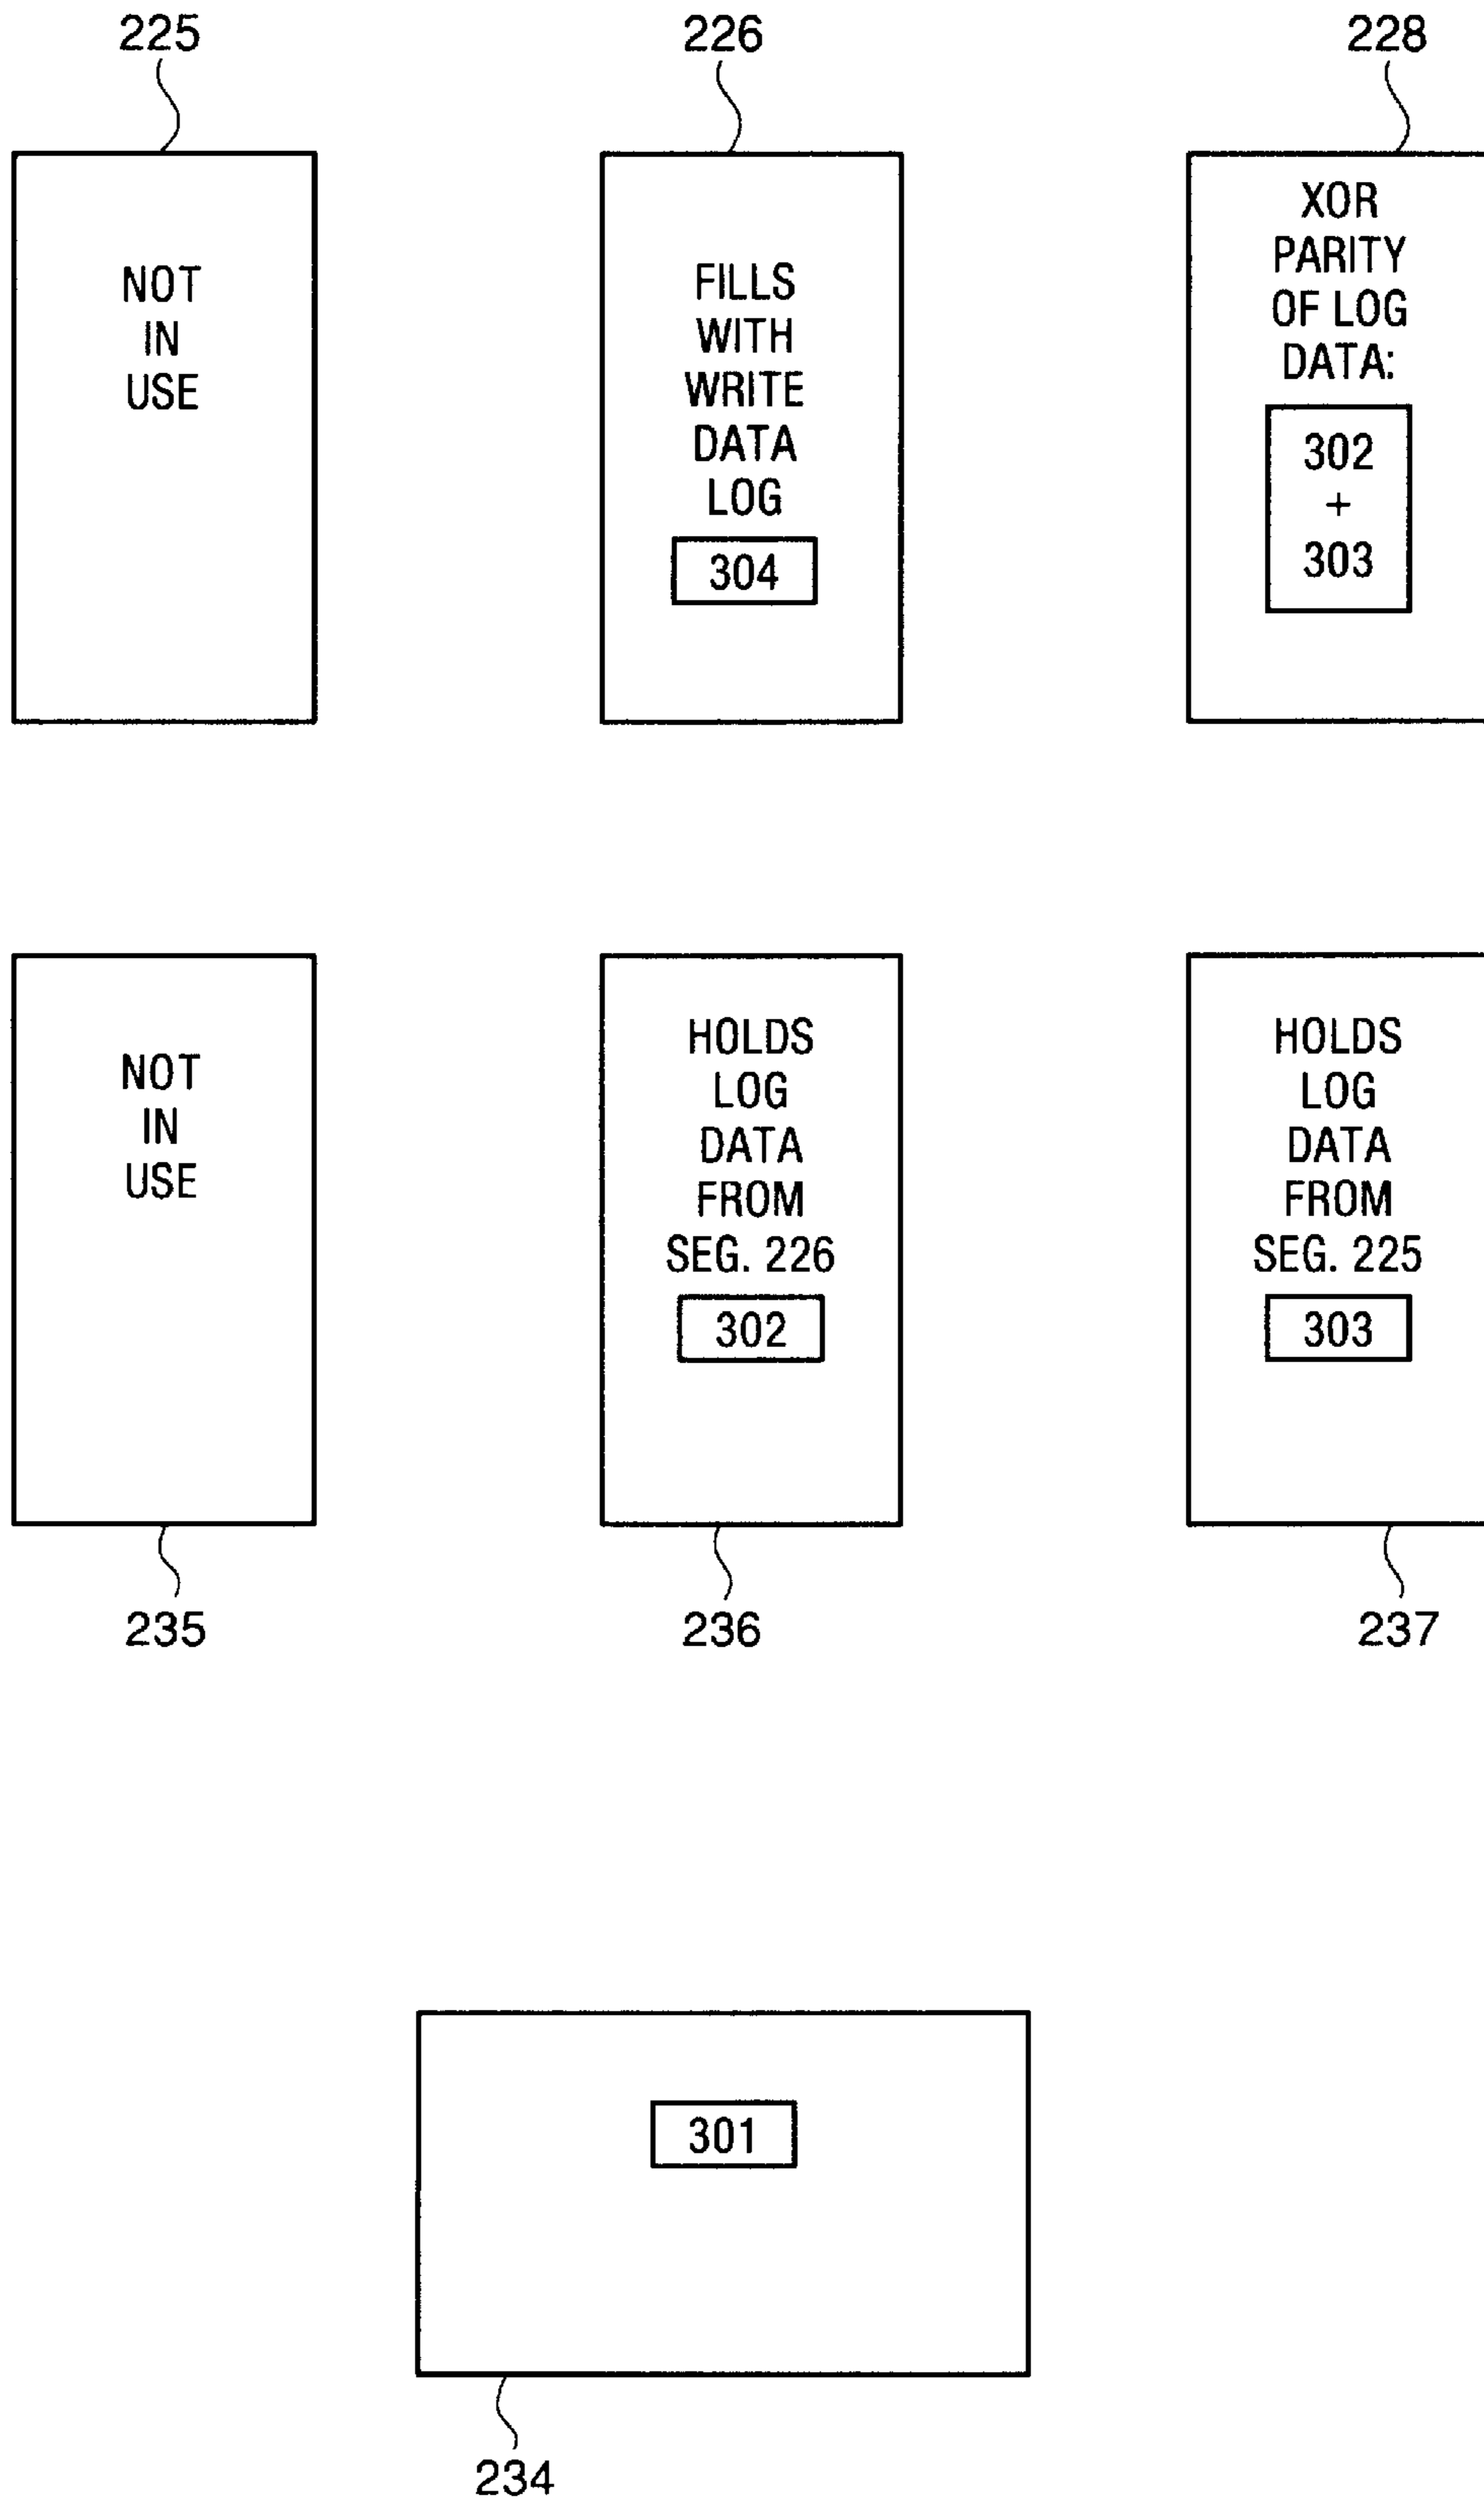 225
226
228
NOT
IN
USE
FILLS
WITH
WRITE
DATA
LOG
304
XOR
PARITY
OF LOG
DATA:
302
+
303
NOT
IN
USE
HOLDS
LOG
DATA
FROM
SEG. 226
302
HOLDS
LOG
DATA
FROM
SEG. 225
303
235
236
237
301
234